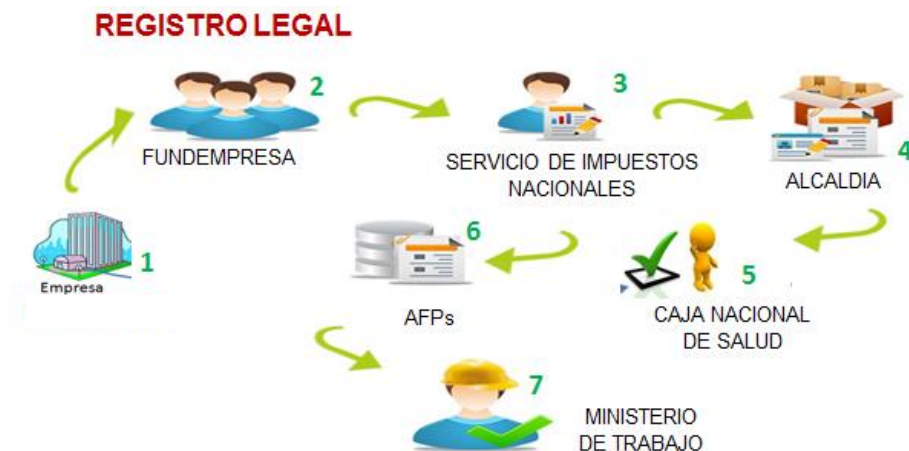 REGISTRO LEGAL
1
Empresa
2
FUNDEMPRESA
3
SERVICIO DE IMPUESTOS
NACIONALES
4
ALCALDIA
5
CAJA NACIONAL
DE SALUD
6
AFPs
7
MINISTERIO
DE TRABAJO